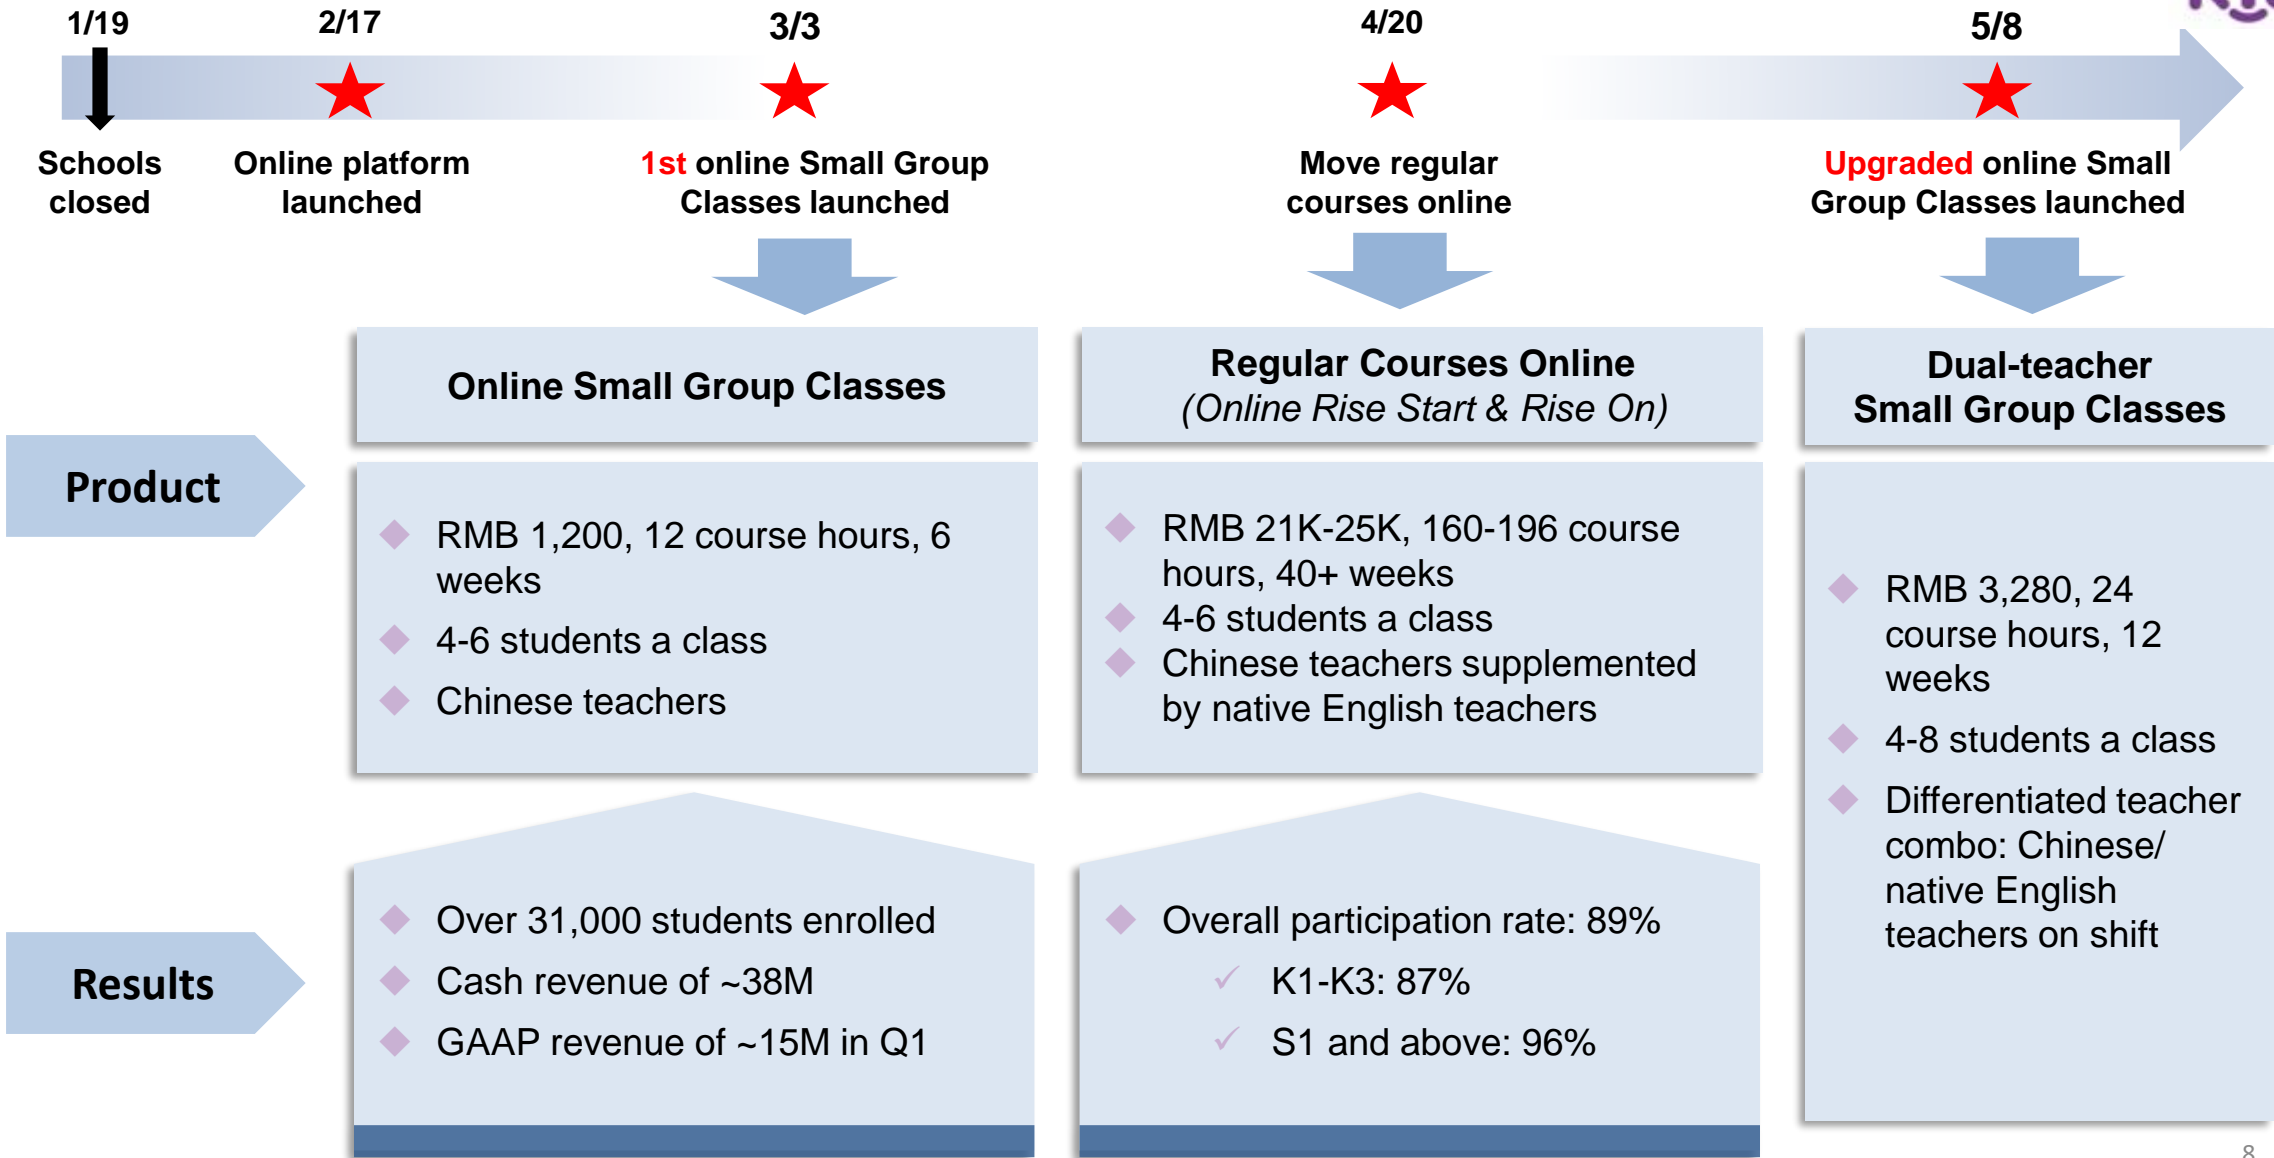 1/19
2/17
3/3
4/20
5/8
Schools
closed
Online platform
launched
1st online Small Group
Classes launched
Move regular
courses online
Upgraded online Small
Group Classes launched
Online Small Group Classes
Regular Courses Online
(Online Rise Start & Rise On)
Dual-teacher
Small Group Classes
Product
RMB 1,200, 12 course hours, 6
weeks
4-6 students a class
Chinese teachers
RMB 21K-25K, 160-196 course
hours, 40+ weeks
4-6 students a class
Chinese teachers supplemented
by native English teachers
RMB 3,280, 24
course hours, 12
weeks
4-8 students a class
Differentiated teacher
combo: Chinese/
native English
teachers on shift
Results
Over 31,000 students enrolled
Cash revenue of ~38M
GAAP revenue of ~15M in Q1
Overall participation rate: 89%
K1-K3: 87%
S1 and above: 96%
8